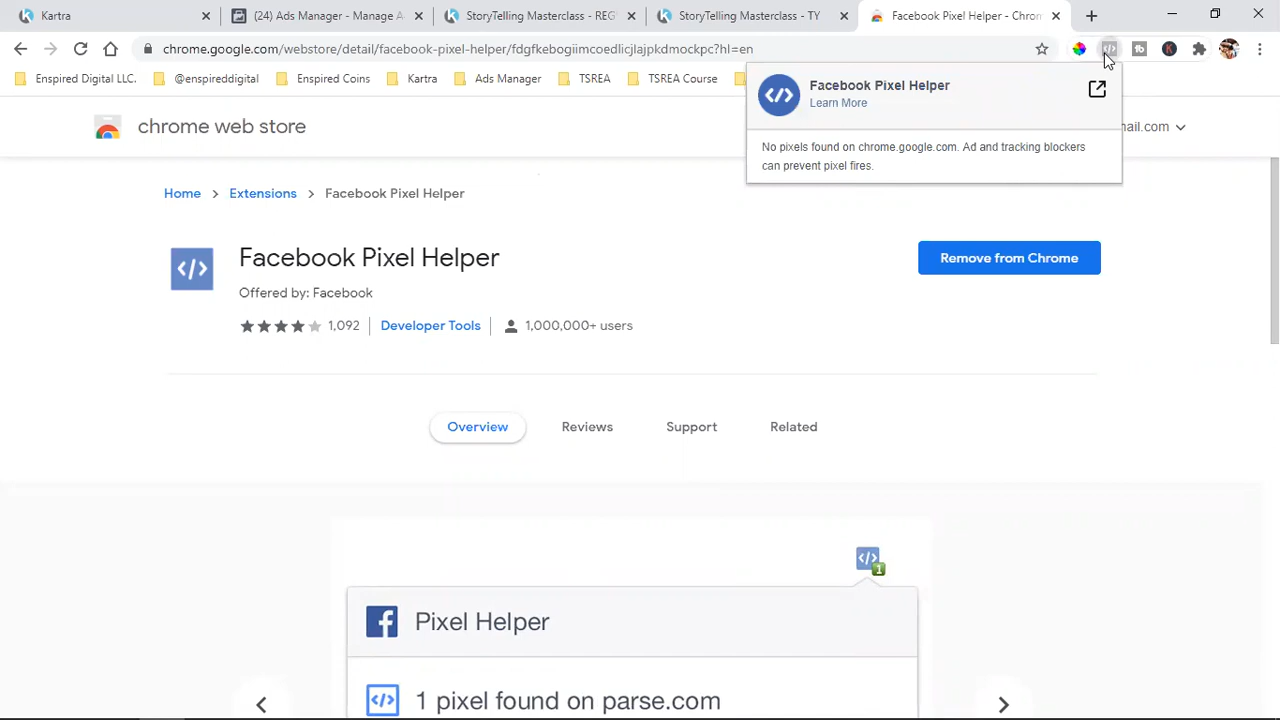 Kartra
(24) Ads Manager - Manage A
StoryTelling Masterclass - REG
StoryTelling Masterclass - TY
Facebook Pixel Helper - Chrom
chrome.google.com/webstore/detail/facebook-pixel-helper/fdgfkebogiimcoedlicjlajpkdmockpc?hl=en
Enspired Digital LLC.
@enspireddigital
Enspired Coins
Kartra
Ads Manager
TSREA
TSREA Course
Facebook Pixel Helper
Learn More
No pixels found on chrome.google.com. Ad and tracking blockers
can prevent pixel fires.
chrome web store
mail.com
Home > Extensions > Facebook Pixel Helper
Facebook Pixel Helper
Remove from Chrome
Offered by: Facebook
1,092
Developer Tools
1,000,000+ users
Overview
Reviews
Support
Related
1
Pixel Helper
1 pixel found on parse.com